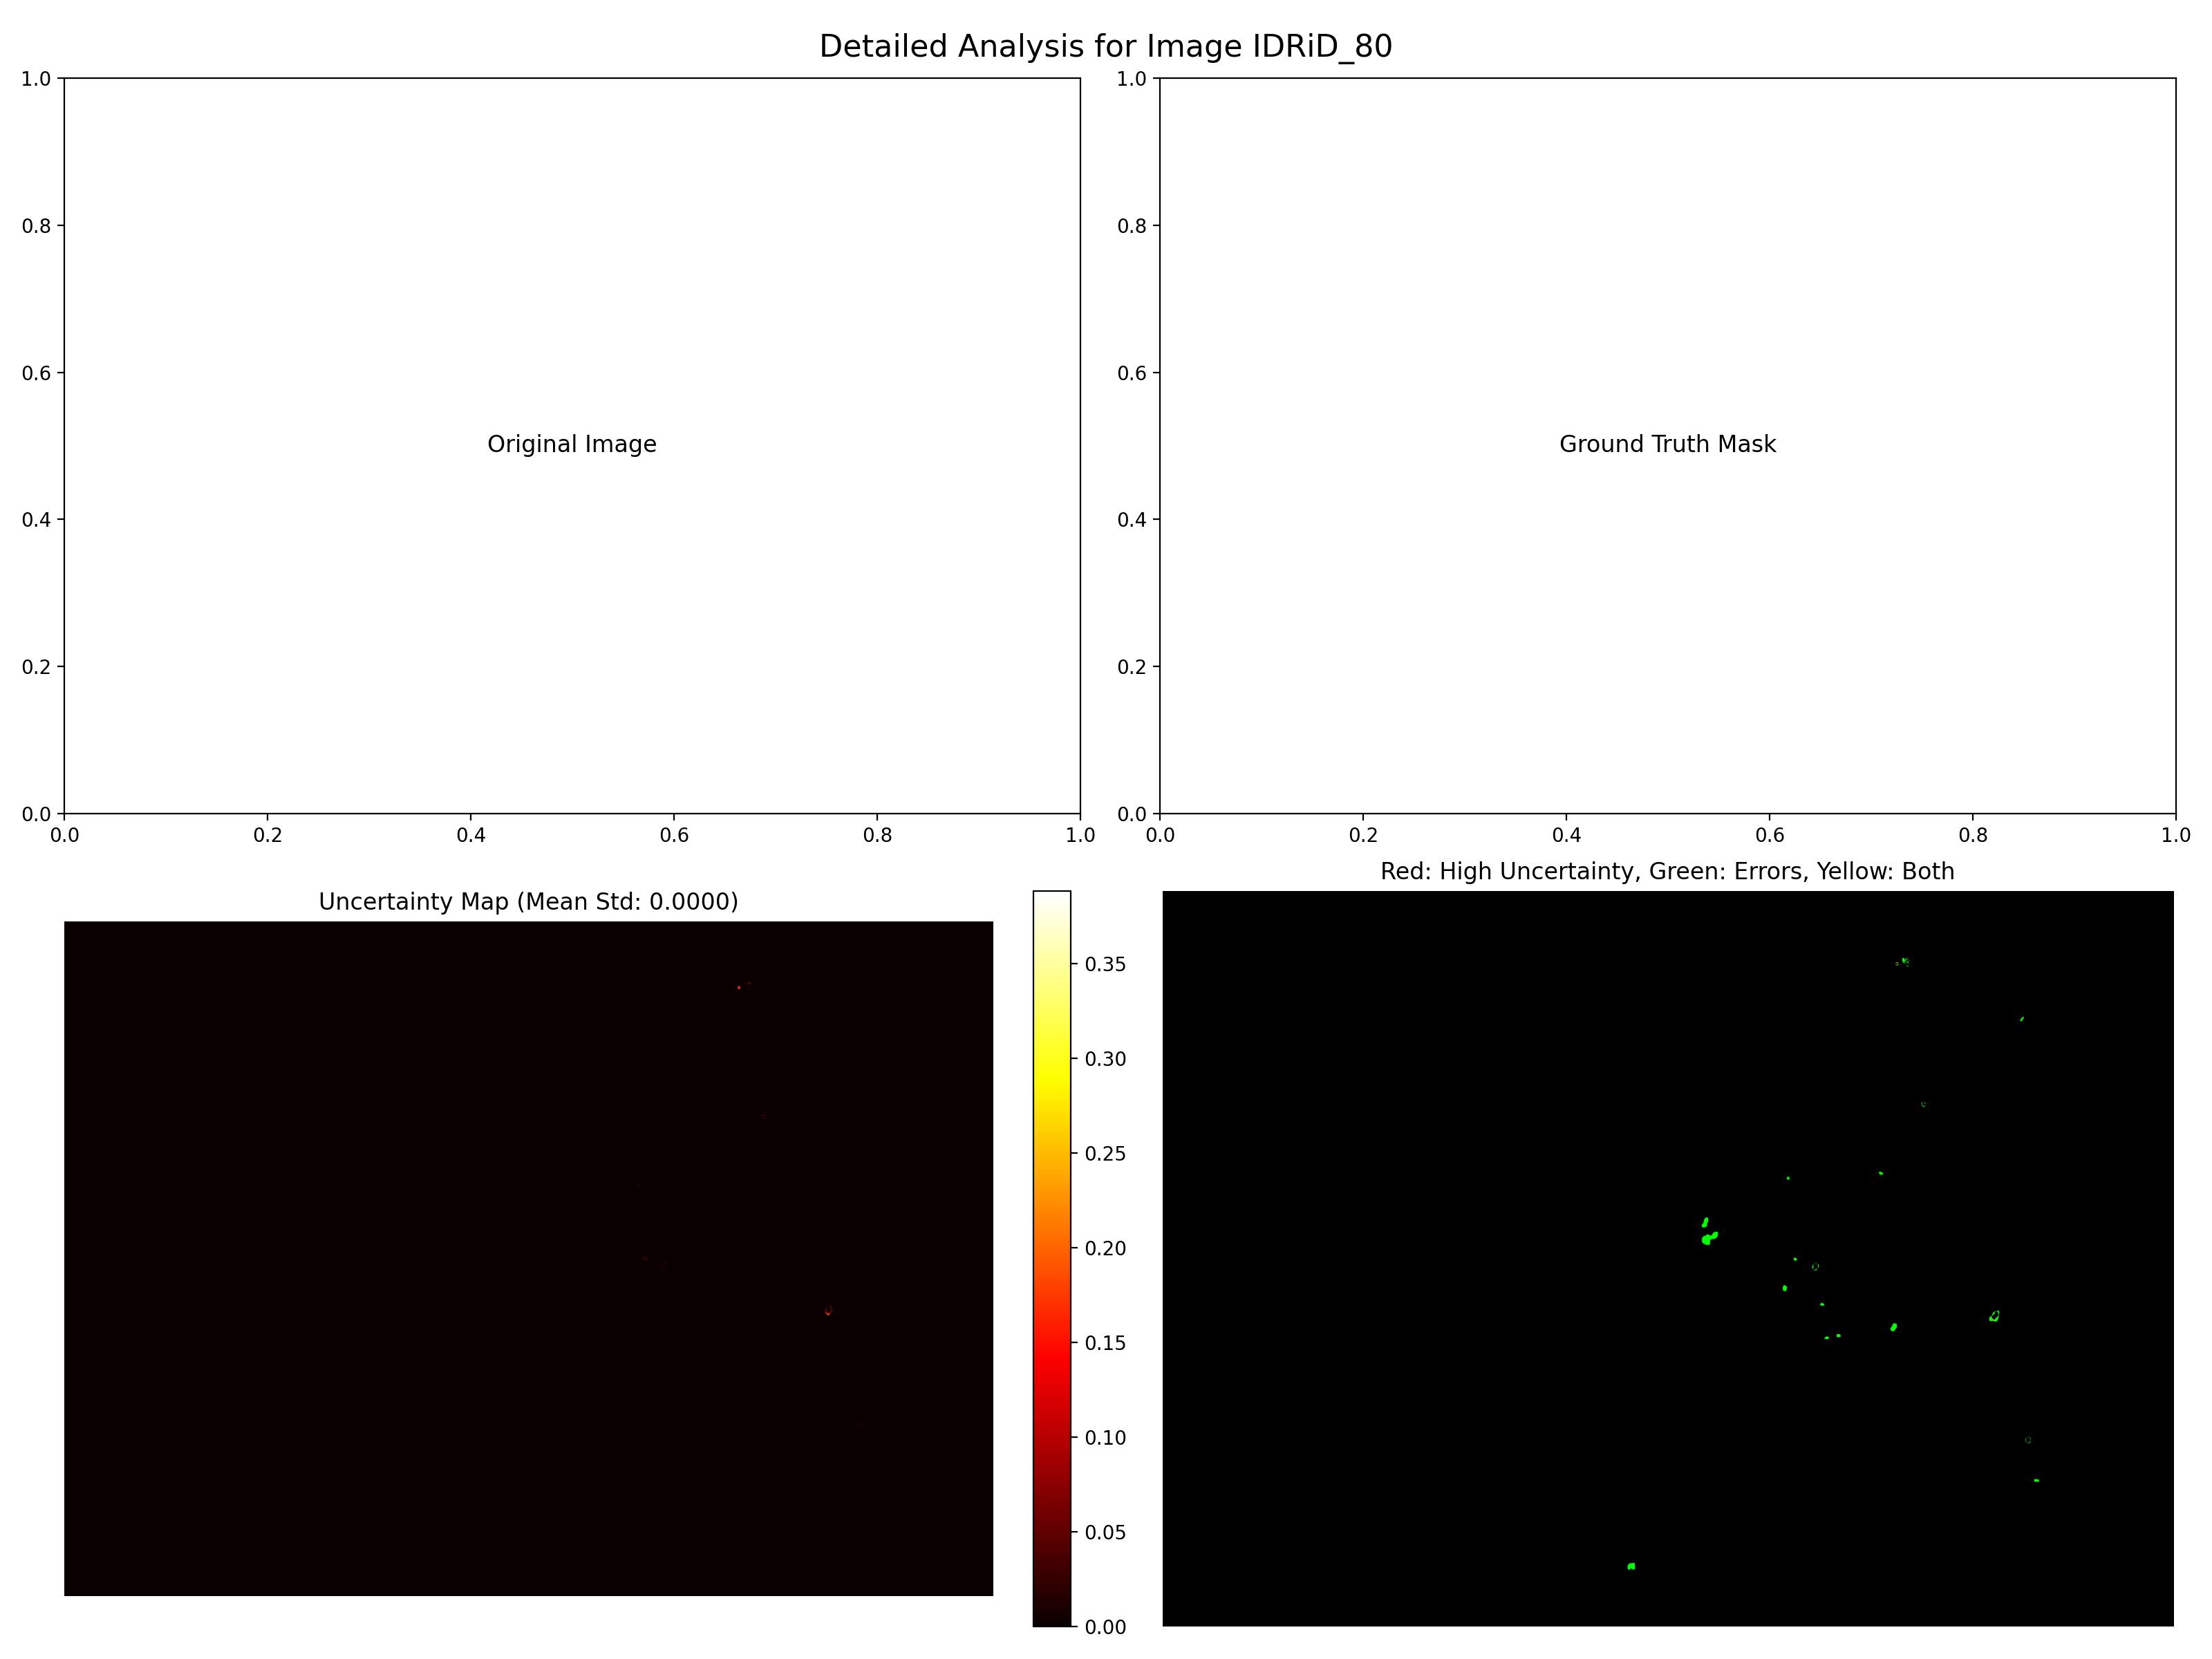 Detailed Analysis for Image IDRiD_80
1.0
0.8
0.6
0.4
0.2
0.0
0.0 0.2 0.4 0.6 0.8 1.0
Original Image
1.0
0.8
0.6
0.4
0.2
0.0
0.0 0.2 0.4 0.6 0.8 1.0
Ground Truth Mask
Uncertainty Map (Mean Std: 0.0000)
0.35
0.30
0.25
0.20
0.15
0.10
0.05
0.00
Red: High Uncertainty, Green: Errors, Yellow: Both